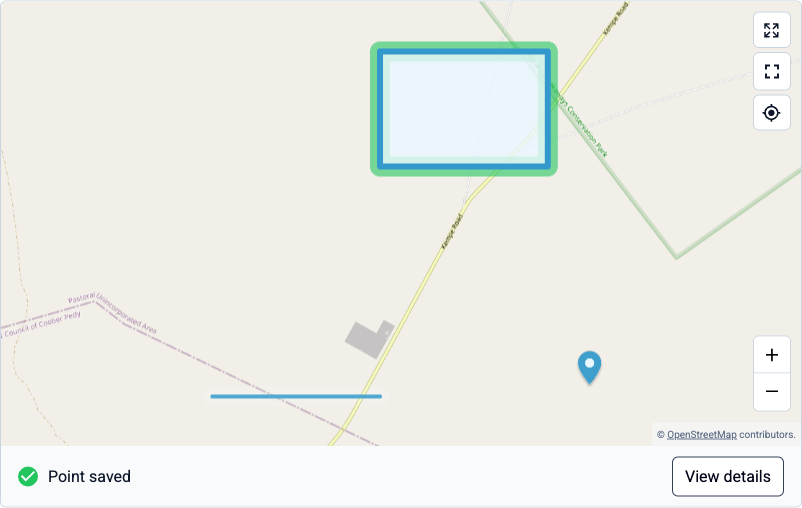 Kempe Road
Conservation Park
Kempe Road
Pastoral Unincorporated Area
Council of Coober Pedy
+
−
© OpenStreetMap contributors.
Point saved
View details